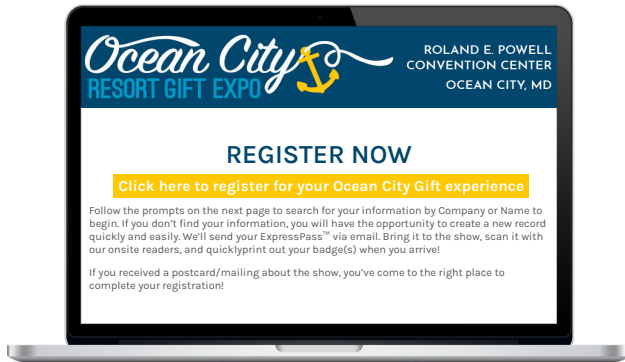 Ocean City
RESORT GIFT EXPO
ROLAND E. POWELL
CONVENTION CENTER
OCEAN CITY, MD
REGISTER NOW
Click here to register for your Ocean City Gift experience
Follow the prompts on the next page to search for your information by Company or Name to
begin. If you don't find your information, you will have the opportunity to create a new record
quickly and easily. We'll send your ExpressPass™ via email. Bring it to the show, scan it with
our onsite readers, and quicklyprint out your badge(s) when you arrive!
If you received a postcard/mailing about the show, you've come to the right place to
complete your registration!